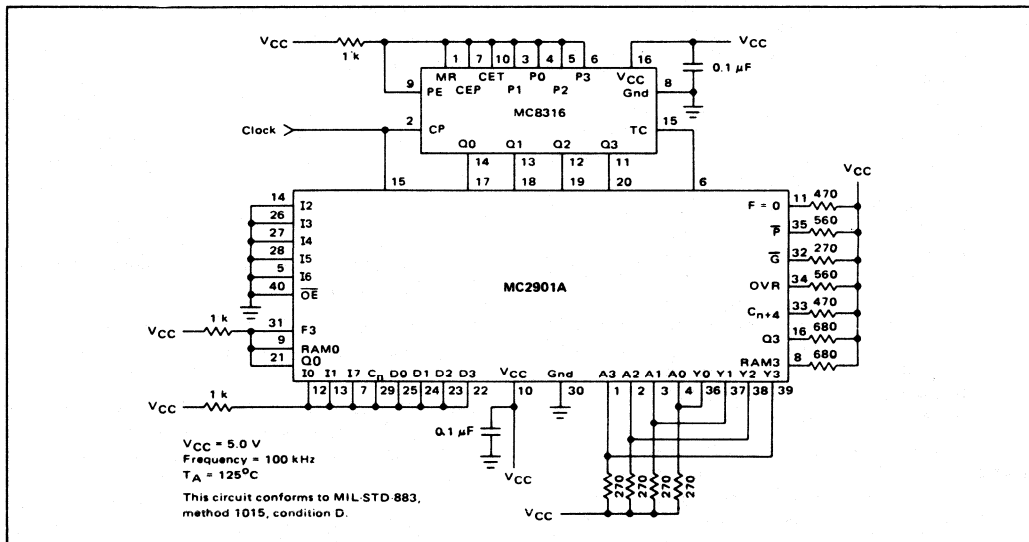 VCC
1 k
1 7 10 3 4 5 6
MR CET P0 P3
CEP P1 P2
9 PE
VCC
16
VCC
0.1 μF
Gnd 8
MC8316
Clock
2 CP
TC 15
Q0 Q1 Q2 Q3
14 13 12 11
15 17 18 19 20 6
VCC
14 I2
26 I3
27 I4
28 I5
5 I6
40 OE
MC2901A
F = 0 11 470
P 35 560
G 32 270
OVR 34 560
Cn+4 33 470
Q3 16 680
RAM3 8 680
VCC 1 k
31 F3
9 RAM0
21 Q0
I0 I1 I7 Cn D0 D1 D2 D3 VCC Gnd A3 A2 A1 A0 Y0 Y1 Y2 Y3
12 13 7 29 25 24 23 22 10 30 1 2 3 4 36 37 38 39
VCC 1 k
0.1 μF
VCC
270 270 270 270
VCC
VCC = 5.0 V
Frequency = 100 kHz
TA = 125°C
This circuit conforms to MIL-STD-883,
method 1015, condition D.